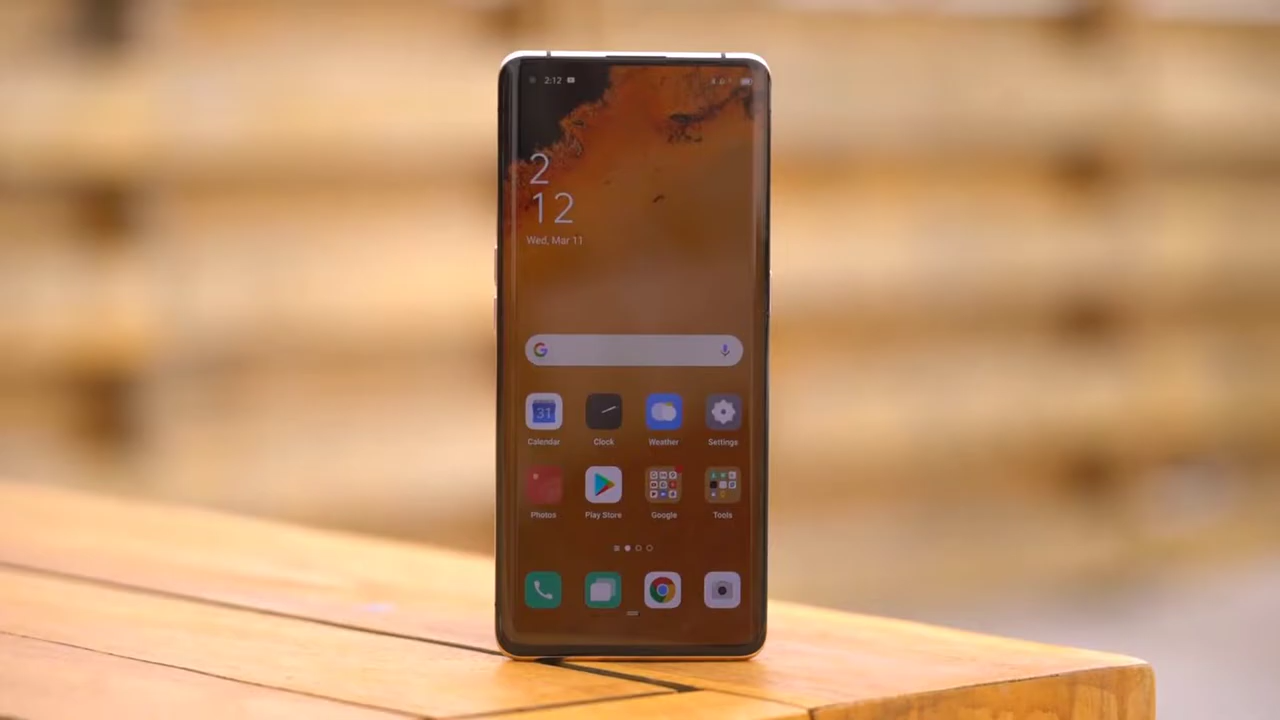 2:12
2
12
Wed, Mar 11
G
31
Calendar
Clock
Weather
Settings
Photos
Play Store
Google
Tools